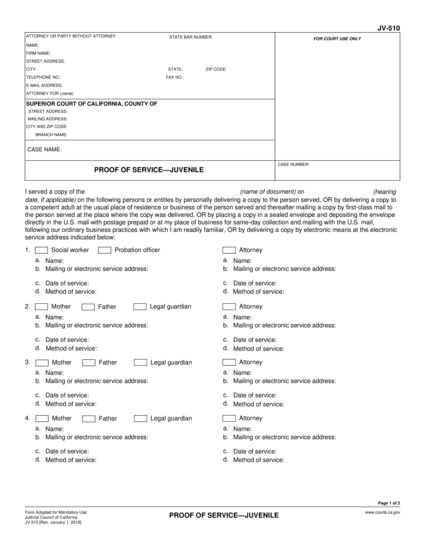 JV-510
ATTORNEY OR PARTY WITHOUT ATTORNEY STATE BAR NUMBER:
FOR COURT USE ONLY
NAME:
FIRM NAME:
STREET ADDRESS:
CITY: STATE: ZIP CODE:
TELEPHONE NO.: FAX NO.:
E-MAIL ADDRESS:
ATTORNEY FOR (name):
SUPERIOR COURT OF CALIFORNIA, COUNTY OF
STREET ADDRESS:
MAILING ADDRESS:
CITY AND ZIP CODE:
BRANCH NAME:
CASE NAME:
PROOF OF SERVICE—JUVENILE
CASE NUMBER:
I served a copy of the (name of document) on (hearing
date, if applicable) on the following persons or entities by personally delivering a copy to the person served, OR by delivering a copy to
a competent adult at the usual place of residence or business of the person served and thereafter mailing a copy by first-class mail to
the person served at the place where the copy was delivered, OR by placing a copy in a sealed envelope and depositing the envelope
directly in the U.S. mail with postage prepaid or at my place of business for same-day collection and mailing with the U.S. mail,
following our ordinary business practices with which I am readily familiar, OR by delivering a copy by electronic means at the electronic
service address indicated below:
1. Social worker Probation officer Attorney
a. Name: a. Name:
b. Mailing or electronic service address: b. Mailing or electronic service address:
c. Date of service: c. Date of service:
d. Method of service: d. Method of service:
2. Mother Father Legal guardian Attorney
a. Name: a. Name:
b. Mailing or electronic service address: b. Mailing or electronic service address:
c. Date of service: c. Date of service:
d. Method of service: d. Method of service:
3. Mother Father Legal guardian Attorney
a. Name: a. Name:
b. Mailing or electronic service address: b. Mailing or electronic service address:
c. Date of service: c. Date of service:
d. Method of service: d. Method of service:
4. Mother Father Legal guardian Attorney
a. Name: a. Name:
b. Mailing or electronic service address: b. Mailing or electronic service address:
c. Date of service: c. Date of service:
d. Method of service: d. Method of service:
Page 1 of 2
Form Adopted for Mandatory Use
Judicial Council of California
JV-510 [Rev. January 1, 2019]
PROOF OF SERVICE—JUVENILE
www.courts.ca.gov